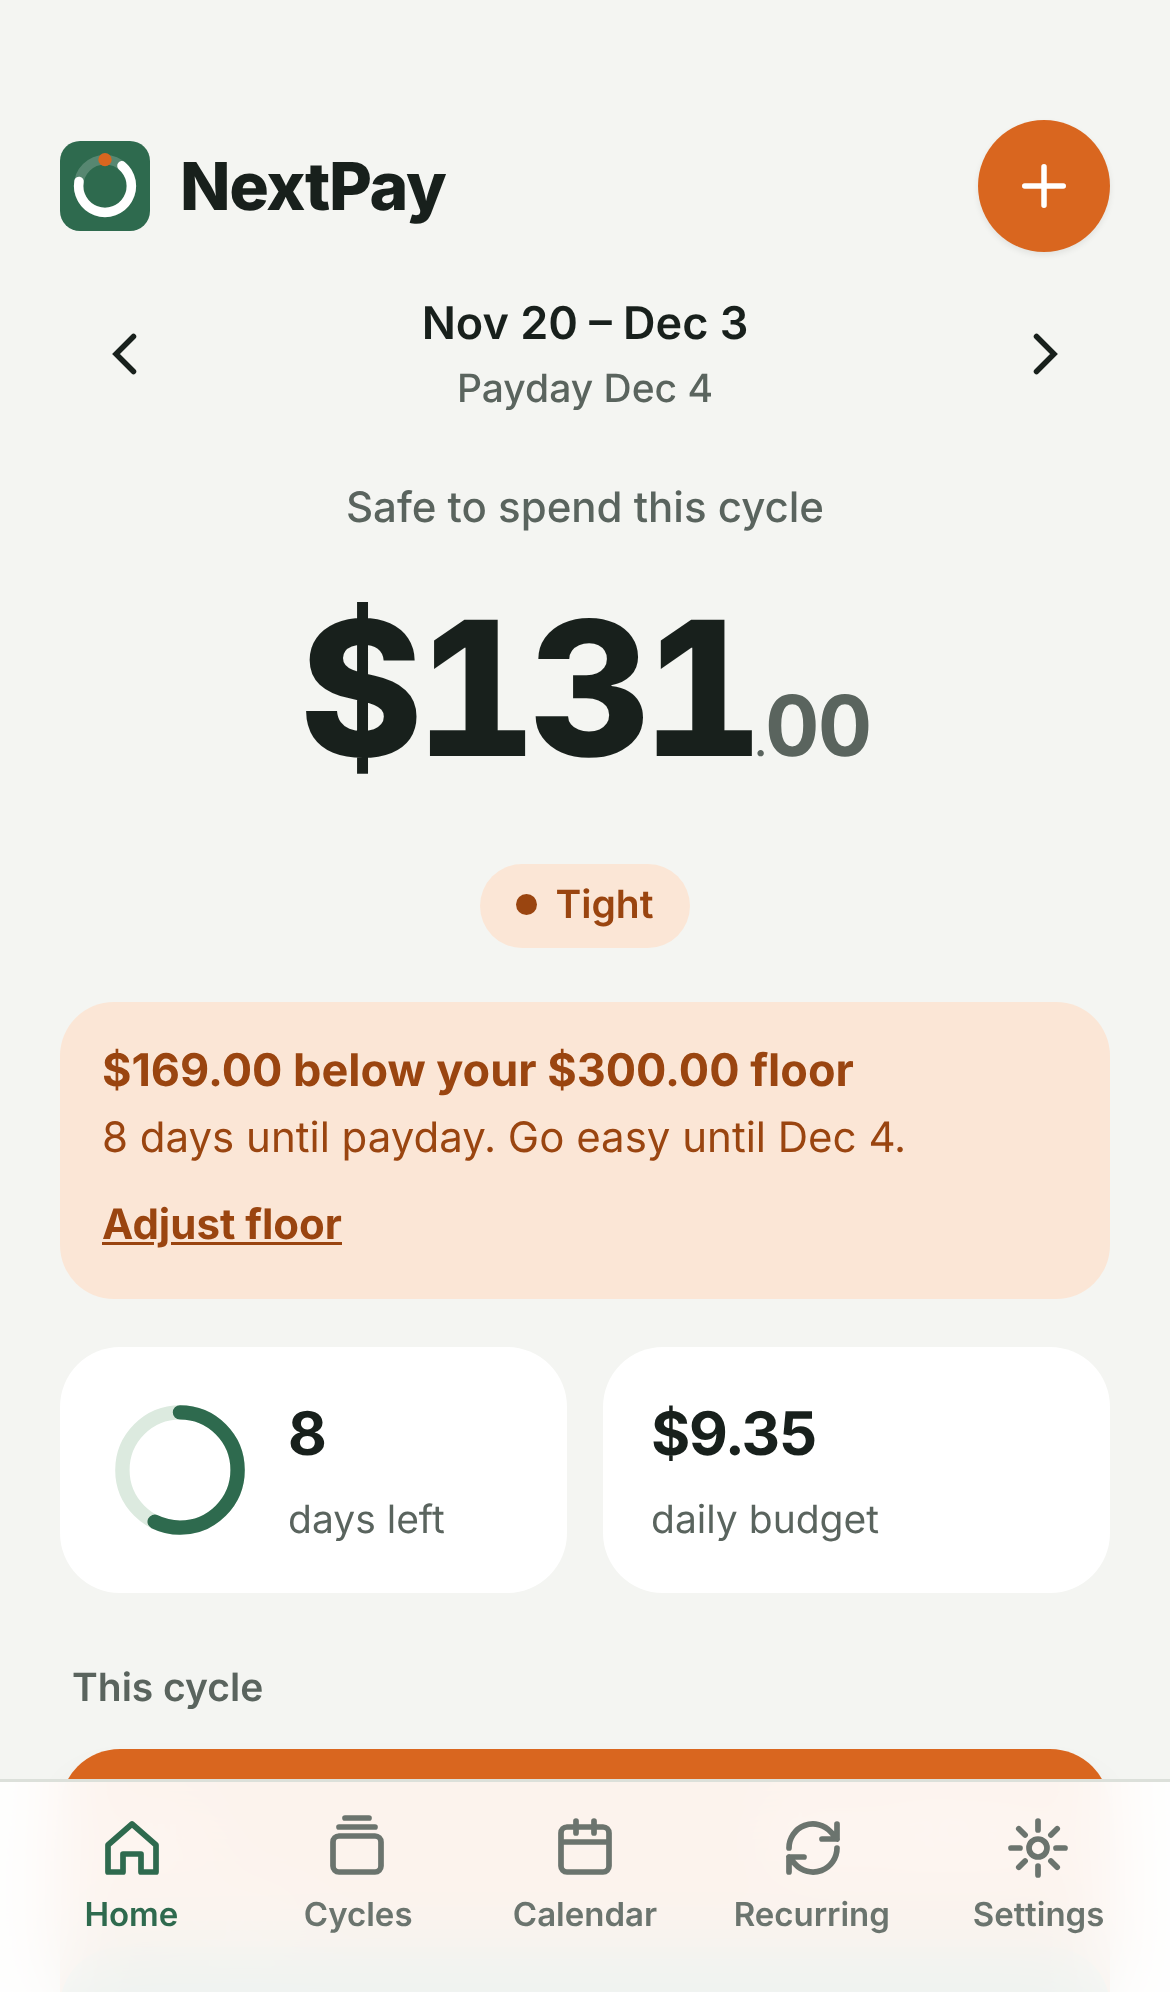 NextPay
Nov 20 – Dec 3
Payday Dec 4
Safe to spend this cycle
$131.00
Tight
$169.00 below your $300.00 floor
8 days until payday. Go easy until Dec 4.
Adjust floor
8
days left
$9.35
daily budget
This cycle
Home
Cycles
Calendar
Recurring
Settings